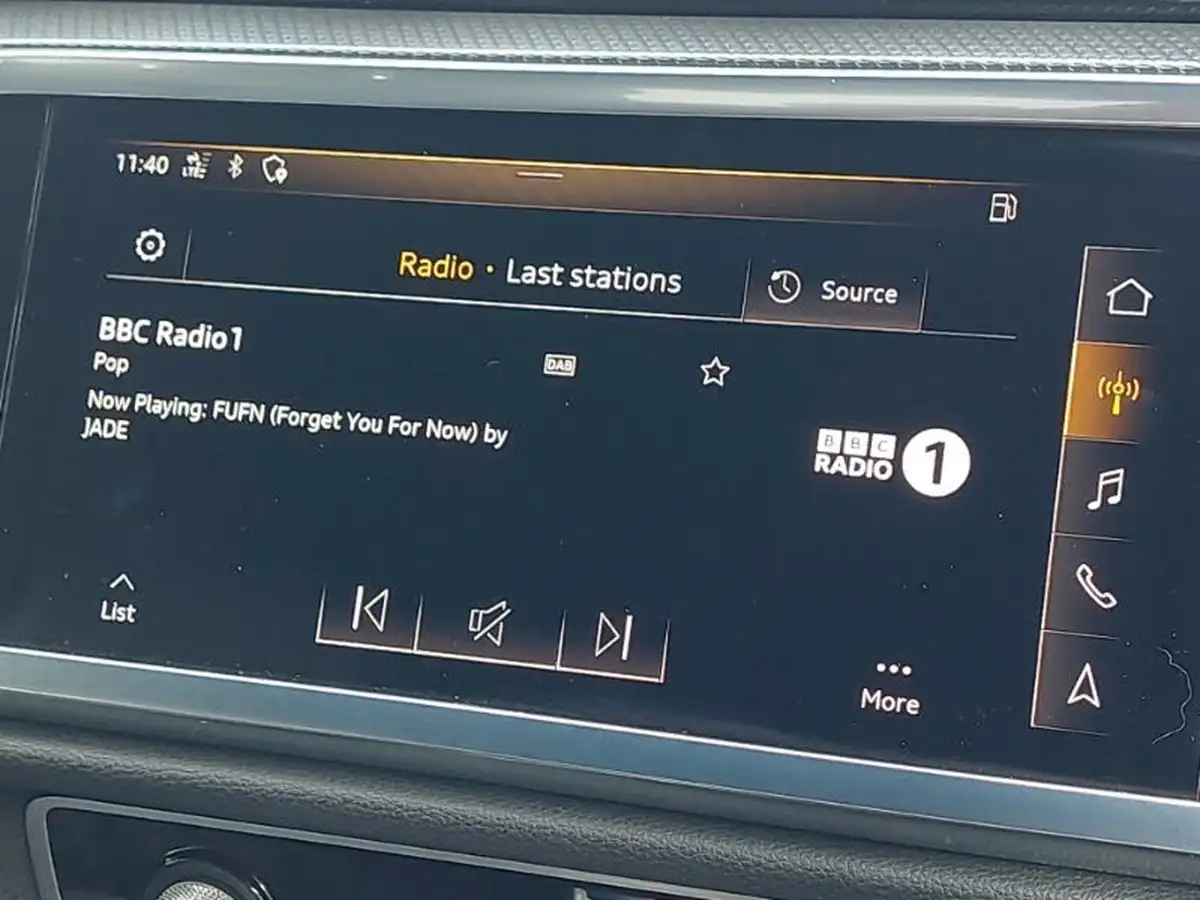 11:40 LTE
Radio · Last stations
Source
BBC Radio 1
Pop
DAB
Now Playing: FUFN (Forget You For Now) by
JADE
BBC
RADIO 1
List
More